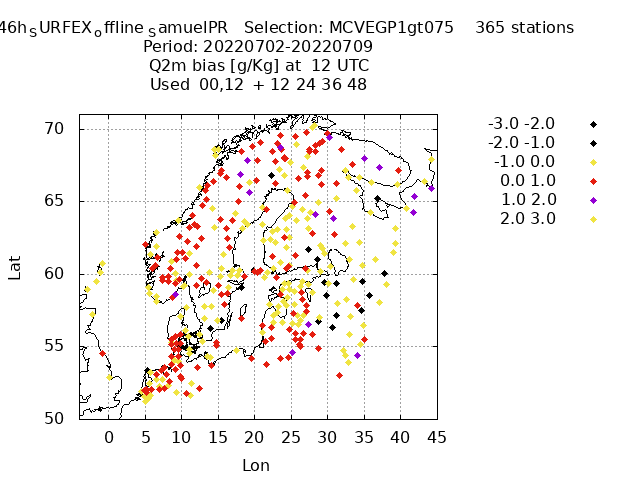 46hSURFEXoffline SamuelPR Selection: MCVEGP1gt075 365 stations
Period: 20220702-20220709
Q2m bias [g/Kg] at 12 UTC
Used 00,12 + 12 24 36 48
70
65
60
55
50
0 5 10 15 20 25 30 35 40 45
Lat
Lon
-3.0 -2.0
-2.0 -1.0
-1.0 0.0
0.0 1.0
1.0 2.0
2.0 3.0